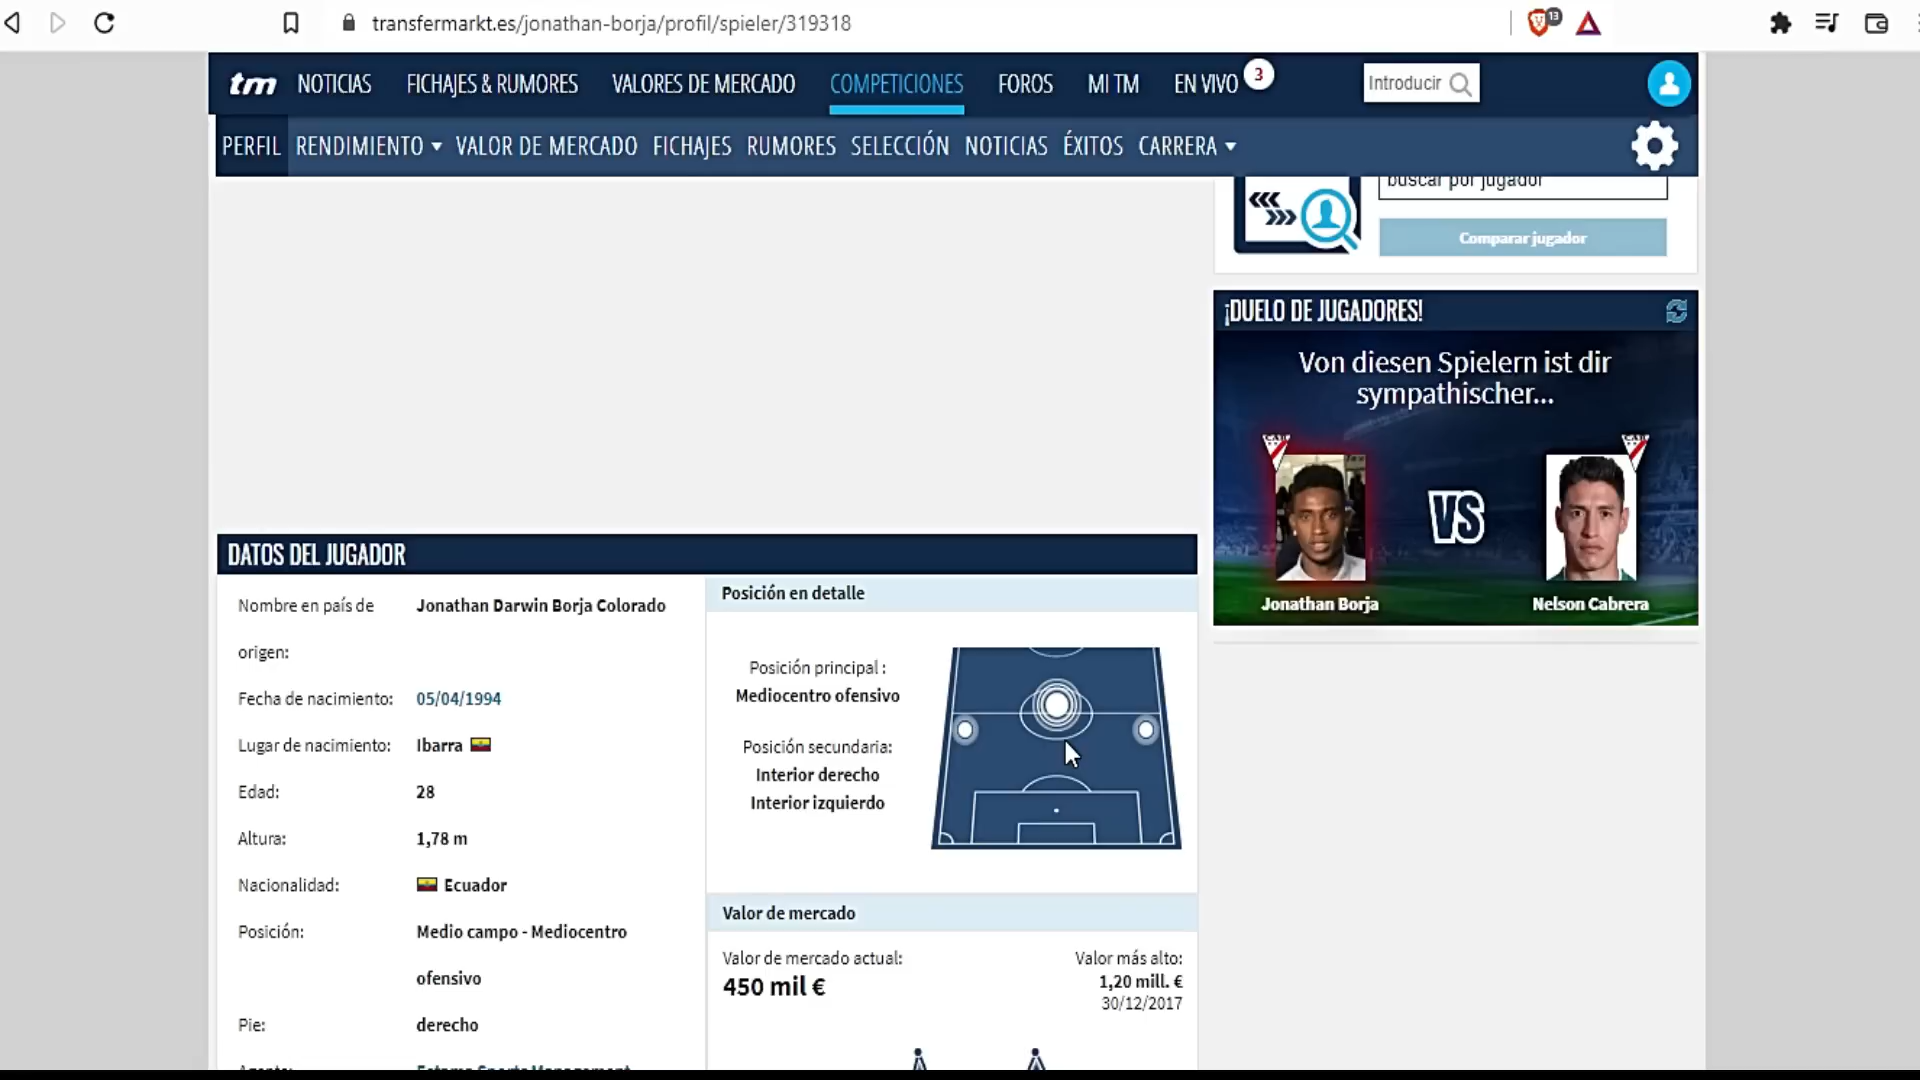 transfermarkt.es/jonathan-borja/profil/spieler/319318
13
tm NOTICIAS FICHAJES & RUMORES VALORES DE MERCADO COMPETICIONES FOROS MI TM EN VIVO 3 Introducir
PERFIL RENDIMIENTO VALOR DE MERCADO FICHAJES RUMORES SELECCIÓN NOTICIAS ÉXITOS CARRERA
buscar por jugador
Comparar jugador
¡DUELO DE JUGADORES!
Von diesen Spielern ist dir
sympathischer...
VS
Jonathan Borja
Nelson Cabrera
DATOS DEL JUGADOR
Nombre en país de origen: Jonathan Darwin Borja Colorado
Fecha de nacimiento: 05/04/1994
Lugar de nacimiento: Ibarra
Edad: 28
Altura: 1,78 m
Nacionalidad: Ecuador
Posición: Medio campo - Mediocentro
ofensivo
Pie: derecho
Posición en detalle
Posición principal :
Mediocentro ofensivo
Posición secundaria:
Interior derecho
Interior izquierdo
Valor de mercado
Valor de mercado actual:
450 mil €
Valor más alto:
1,20 mill. €
30/12/2017